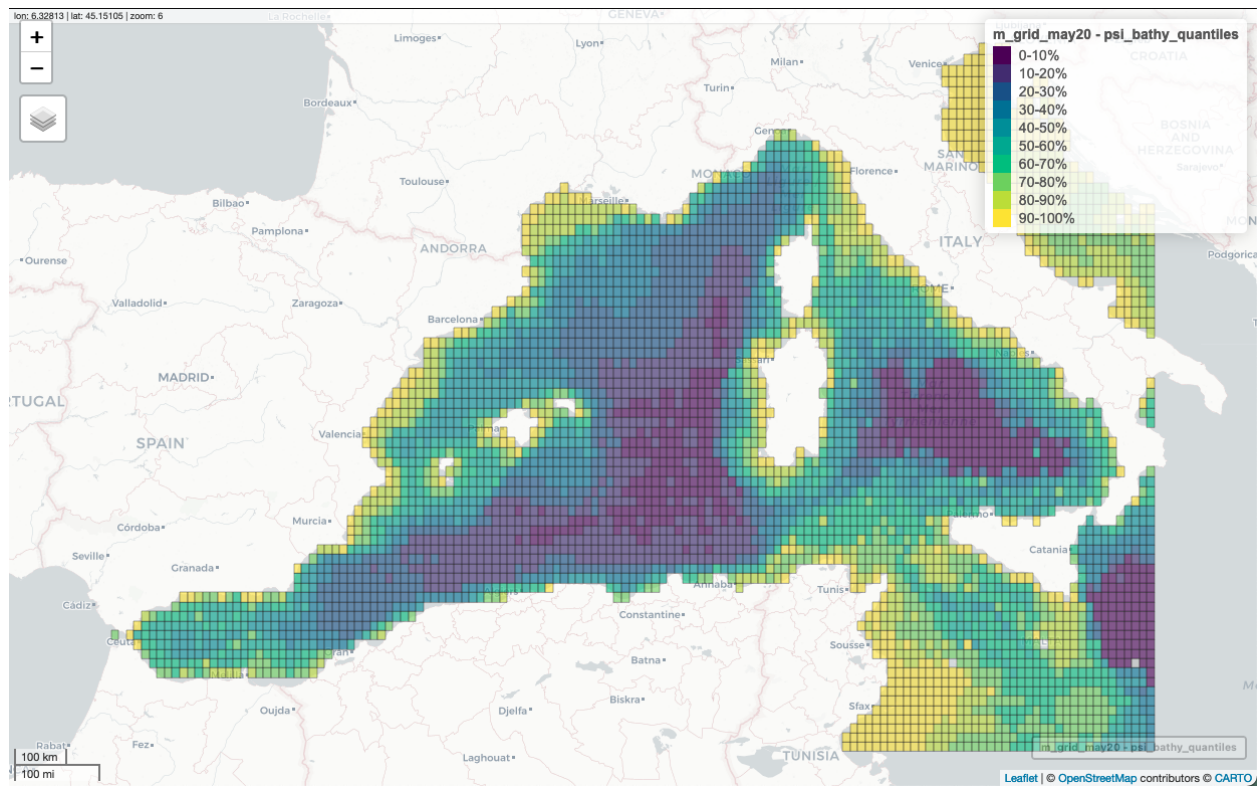 lon: 6.32813 | lat: 45.15105 | zoom: 6
La Rochelle
GENEVA
Limoges
Lyon
Milan
Venice
Turin
Bordeaux
m_grid_may20 - psi_bathy_quantiles
0-10%
10-20%
20-30%
30-40%
40-50%
50-60%
60-70%
70-80%
80-90%
90-100%
CROATIA
BOSNIA
AND
HERZEGOVINA
Sarajevo
+
−
SAN
MARINO
Florence
Toulouse
Marseille
Bilbao
Pamplona
ANDORRA
ITALY
Ourense
Podgorica
Valladolid
Zaragoza
Barcelona
MADRID
SPAIN
Valencia
Palermo
Córdoba
Murcia
Seville
Granada
Catania
Cádiz
Ceuta
Annaba
Tunis
Constantine
Sousse
Batna
Oujda
Djelfa
Biskra
Sfax
Rabat
Fez
Laghouat
TUNISIA
m_grid_may20 - psi_bathy_quantiles
100 km
100 mi
Leaflet | © OpenStreetMap contributors © CARTO